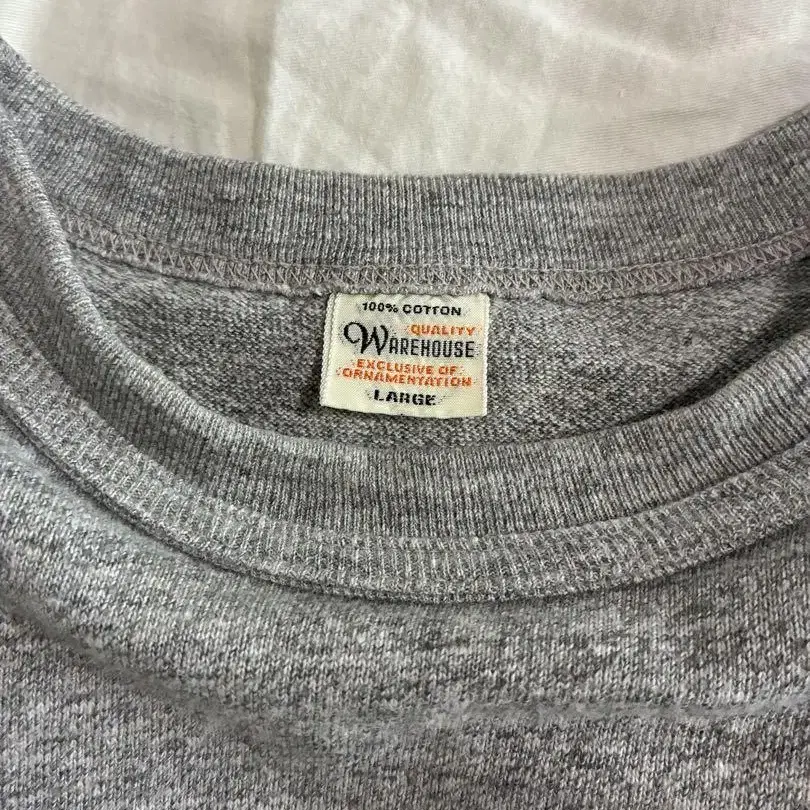 100% COTTON
QUALITY
WAREHOUSE
EXCLUSIVE OF
ORNAMENTATION
LARGE